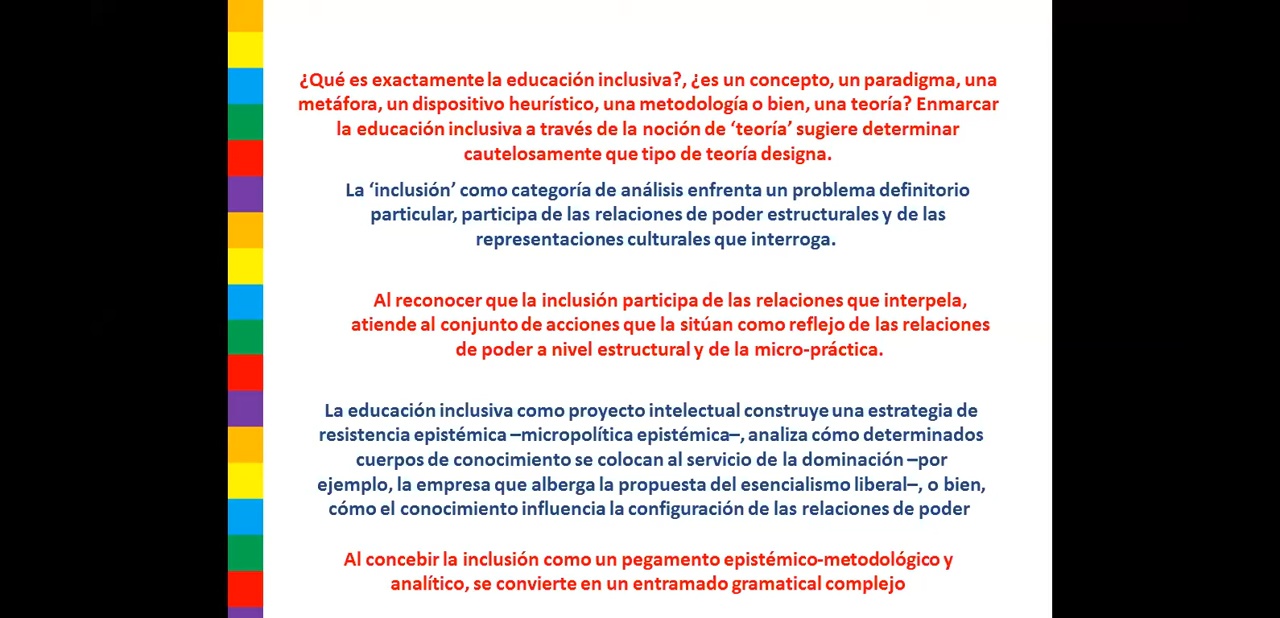 ¿Qué es exactamente la educación inclusiva?, ¿es un concepto, un paradigma, una
metáfora, un dispositivo heurístico, una metodología o bien, una teoría? Enmarcar
la educación inclusiva a través de la noción de ‘teoría’ sugiere determinar
cautelosamente que tipo de teoría designa.
La ‘inclusión’ como categoría de análisis enfrenta un problema definitorio
particular, participa de las relaciones de poder estructurales y de las
representaciones culturales que interroga.
Al reconocer que la inclusión participa de las relaciones que interpela,
atiende al conjunto de acciones que la sitúan como reflejo de las relaciones
de poder a nivel estructural y de la micro-práctica.
La educación inclusiva como proyecto intelectual construye una estrategia de
resistencia epistémica –micropolítica epistémica–, analiza cómo determinados
cuerpos de conocimiento se colocan al servicio de la dominación –por
ejemplo, la empresa que alberga la propuesta del esencialismo liberal–, o bien,
cómo el conocimiento influencia la configuración de las relaciones de poder
Al concebir la inclusión como un pegamento epistémico-metodológico y
analítico, se convierte en un entramado gramatical complejo